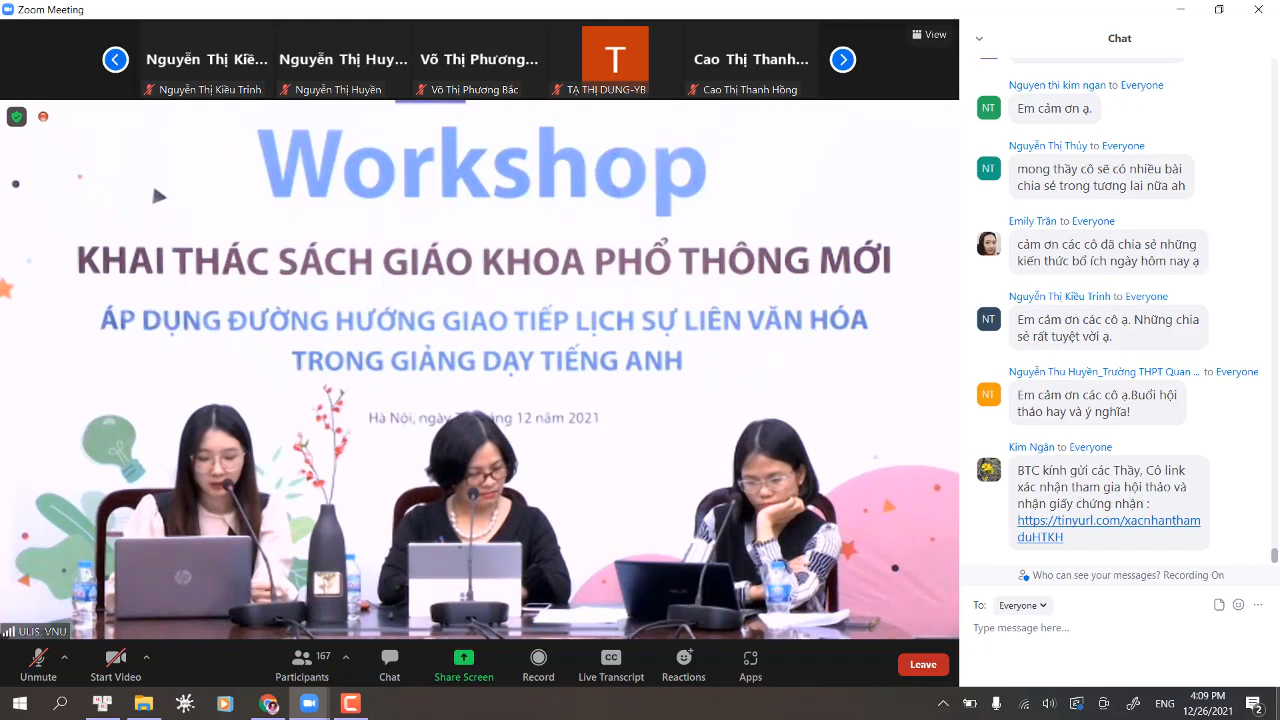 Zoom Meeting
View
Nguyễn Thị Kiề...
Nguyễn Thị Huy...
Võ Thị Phương...
T
Cao Thị Thanh...
Nguyễn Thị Kiều Trinh
Nguyễn Thị Huyền
Võ Thị Phương Bắc
TẠ THỊ DUNG-YB
Cao Thị Thanh Hồng
Workshop
KHAI THÁC SÁCH GIÁO KHOA PHỔ THÔNG MỚI
ÁP DỤNG ĐƯỜNG HƯỚNG GIAO TIẾP LỊCH SỰ LIÊN VĂN HÓA
TRONG GIẢNG DẠY TIẾNG ANH
Hà Nội, ngày
12 năm 2021
hp
ULIS, VNU
Unmute
Start Video
167
Participants
Chat
Share Screen
Record
CC
Live Transcript
Reactions
Apps
Leave
Chat
Nguyen thi kim ngan to Everyone
NT
Em cảm ơn ạ.
Nguyễn Thị Thủy to Everyone
NT
mong thầy cô sẽ có nhiều bài
chia sẻ trong tương lai nữa ah
Emily Trần to Everyone
cảm ơn các cô đã chia sẻ những
kiến thức bổ ích ngày hôm nay ạ
Nguyễn Thị Kiều Trinh to Everyone
NT
Em cảm ơn các cô ạ. Những chia
sẻ rất tuyệt vời ạ.
Nguyễn Thu Huyền_Trường THPT Quan ... to Everyone
NT
Em cảm ơn các cô ạ.Buổi hội
thảo hay và ý nghĩa!
Kim Ngân to Everyone
BTC kính gửi các Thầy, Cô link
xác nhận tham gia hội thảo và
nhận giấy chứng nhận :
https://tinyurl.com/xacnhantham
duHTKH
Who can see your messages? Recording On
To: Everyone
Type message here...
ENG
4:09 PM
12/26/2021
2